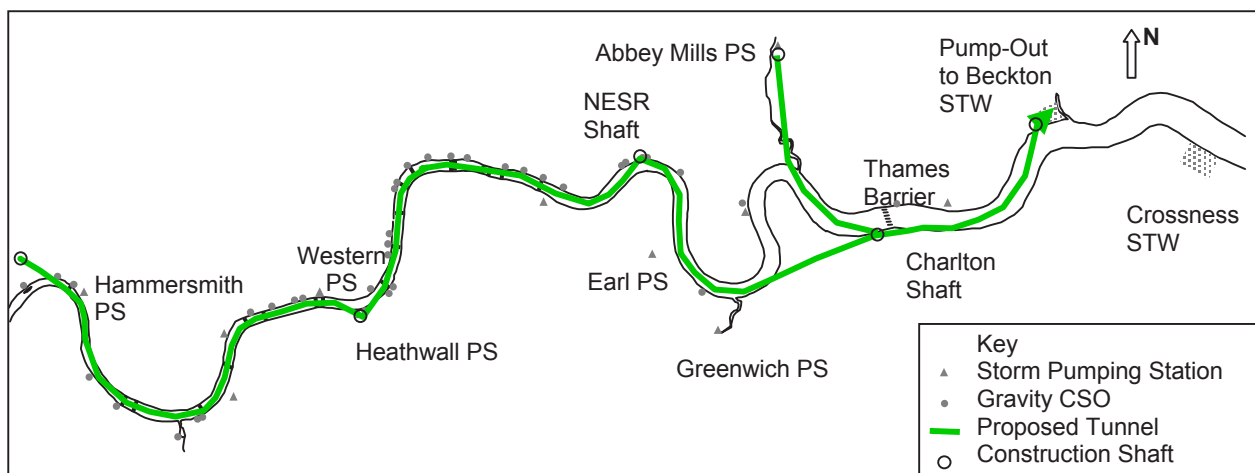 Abbey Mills PS
Pump-Out
to Beckton
STW
N
NESR
Shaft
Thames
Barrier
Crossness
STW
Western
PS
Hammersmith
PS
Earl PS
Charlton
Shaft
Heathwall PS
Greenwich PS
Key
Storm Pumping Station
Gravity CSO
Proposed Tunnel
Construction Shaft